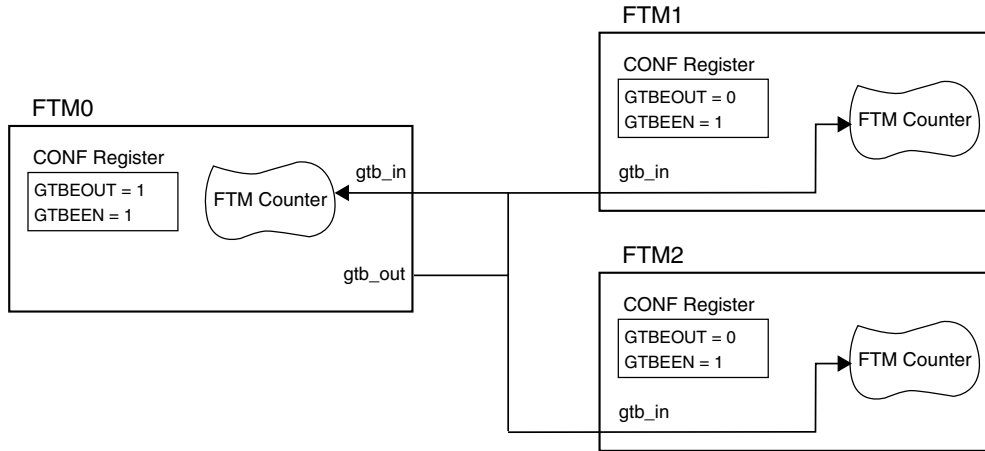 FTM0
CONF Register
GTBEOUT = 1
GTBEEN = 1
FTM Counter
gtb_in
gtb_out
FTM1
CONF Register
GTBEOUT = 0
GTBEEN = 1
FTM Counter
gtb_in
FTM2
CONF Register
GTBEOUT = 0
GTBEEN = 1
FTM Counter
gtb_in